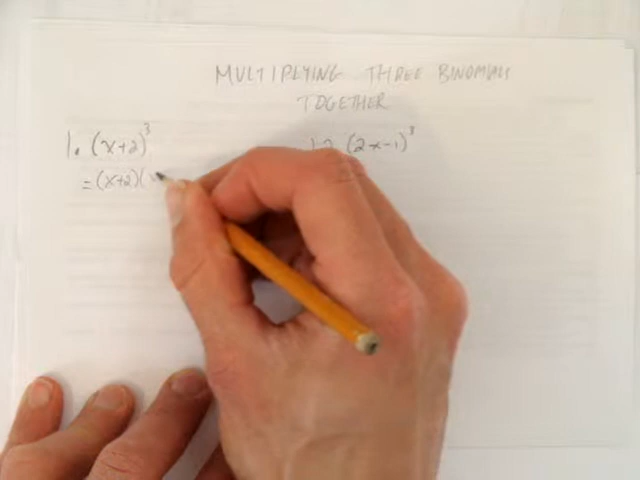 MULTIPLYING THREE BINOMIALS
TOGETHER
1. (x+2)³
= (x+2)(
(2x-1)³